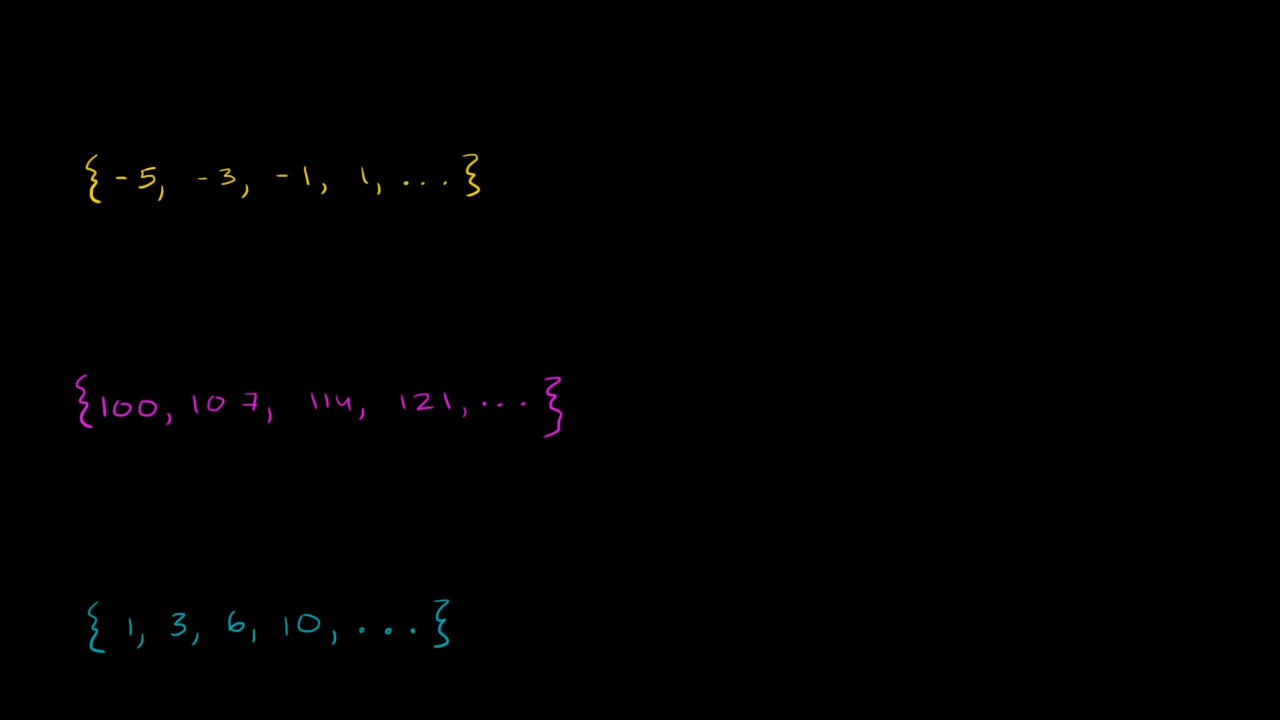 {-5, -3, -1, 1, ...}
{100, 107, 114, 121, ...}
{1, 3, 6, 10, ...}